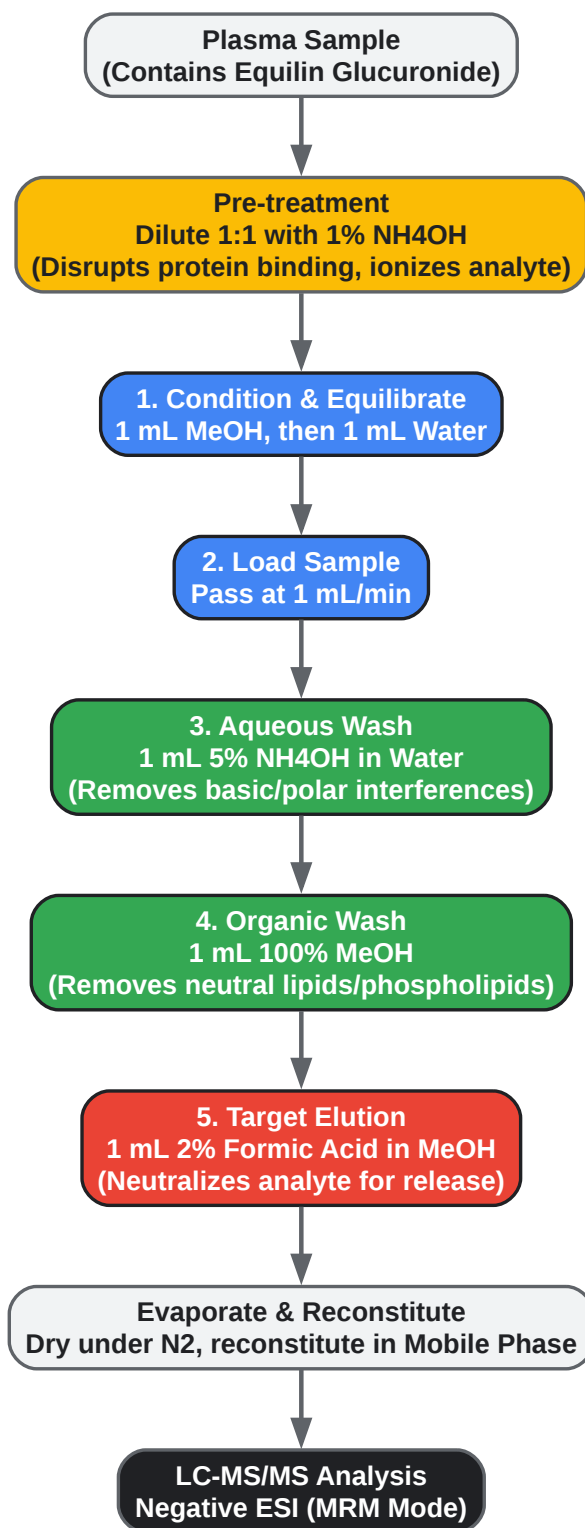 Plasma Sample
(Contains Equilin Glucuronide)
Pre-treatment
Dilute 1:1 with 1% NH4OH
(Disrupts protein binding, ionizes analyte)
1. Condition & Equilibrate
1 mL MeOH, then 1 mL Water
2. Load Sample
Pass at 1 mL/min
3. Aqueous Wash
1 mL 5% NH4OH in Water
(Removes basic/polar interferences)
4. Organic Wash
1 mL 100% MeOH
(Removes neutral lipids/phospholipids)
5. Target Elution
1 mL 2% Formic Acid in MeOH
(Neutralizes analyte for release)
Evaporate & Reconstitute
Dry under N2, reconstitute in Mobile Phase
LC-MS/MS Analysis
Negative ESI (MRM Mode)